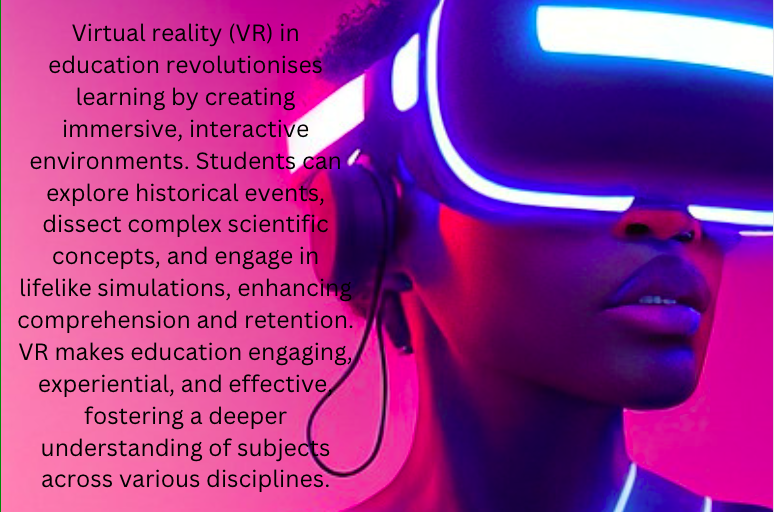 Virtual reality (VR) in
education revolutionises
learning by creating
immersive, interactive
environments. Students can
explore historical events,
dissect complex scientific
concepts, and engage in
lifelike simulations, enhancing
comprehension and retention.
VR makes education engaging,
experiential, and effective,
fostering a deeper
understanding of subjects
across various disciplines.